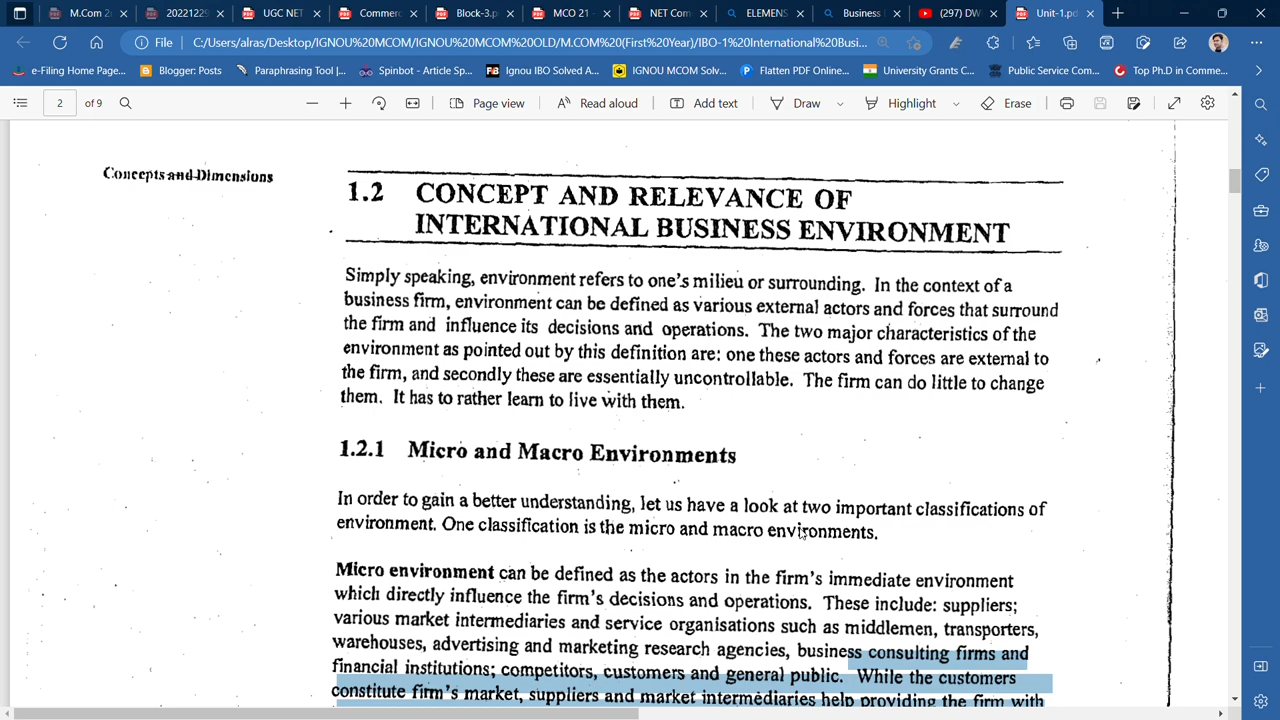 M.Com 2
20221229
UGC NET
Commerc
Block-3.p
MCO 21 -
NET Com
ELEMENS
Business
(297) DW
Unit-1.pd
File
C:/Users/alras/Desktop/IGNOU%20MCOM/IGNOU%20MCOM%20OLD/M.COM%20(First%20Year)/IBO-1%20International%20Busi...
e-Filing Home Page...
Blogger: Posts
Paraphrasing Tool |...
Spinbot - Article Sp...
Ignou IBO Solved A...
IGNOU MCOM Solv...
Flatten PDF Online...
University Grants C...
Public Service Com...
Top Ph.D in Comme...
2 of 9
Page view
Read aloud
Add text
Draw
Highlight
Erase
Concepts and Dimensions
1.2 CONCEPT AND RELEVANCE OF
INTERNATIONAL BUSINESS ENVIRONMENT
Simply speaking, environment refers to one's milieu or surrounding. In the context of a
business firm, environment can be defined as various external actors and forces that surround
the firm and influence its decisions and operations. The two major characteristics of the
environment as pointed out by this definition are: one these actors and forces are external to
the firm, and secondly these are essentially uncontrollable. The firm can do little to change
them. It has to rather learn to live with them.
1.2.1 Micro and Macro Environments
In order to gain a better understanding, let us have a look at two important classifications of
environment. One classification is the micro and macro environments.
Micro environment can be defined as the actors in the firm's immediate environment
which directly influence the firm's decisions and operations. These include: suppliers;
various market intermediaries and service organisations such as middlemen, transporters,
warehouses, advertising and marketing research agencies, business consulting firms and
financial institutions; competitors, customers and general public. While the customers
constitute firm's market, suppliers and market intermediaries help providing the firm with